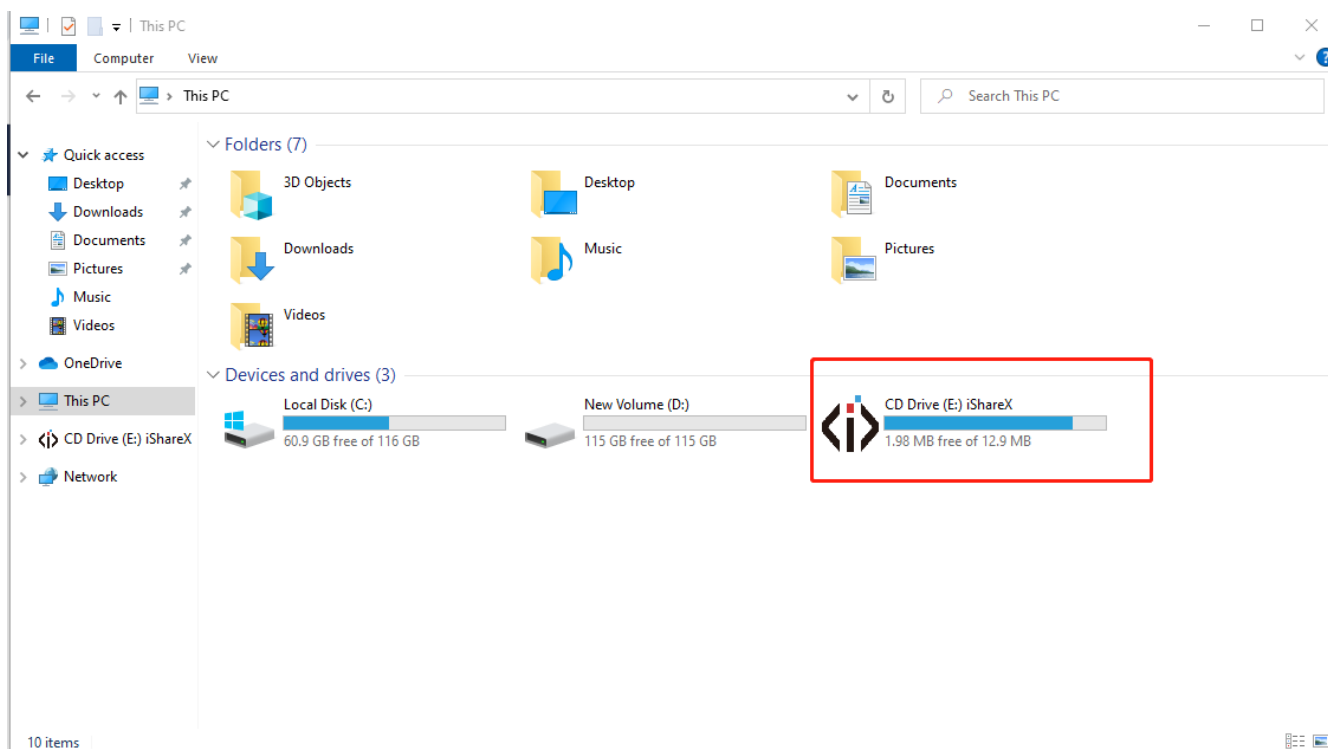 This PC
File Computer View
This PC
Search This PC
Quick access
Desktop
Downloads
Documents
Pictures
Music
Videos
OneDrive
This PC
CD Drive (E:) iShareX
Network
Folders (7)
3D Objects
Desktop
Documents
Downloads
Music
Pictures
Videos
Devices and drives (3)
Local Disk (C:)
60.9 GB free of 116 GB
New Volume (D:)
115 GB free of 115 GB
CD Drive (E:) iShareX
1.98 MB free of 12.9 MB
10 items